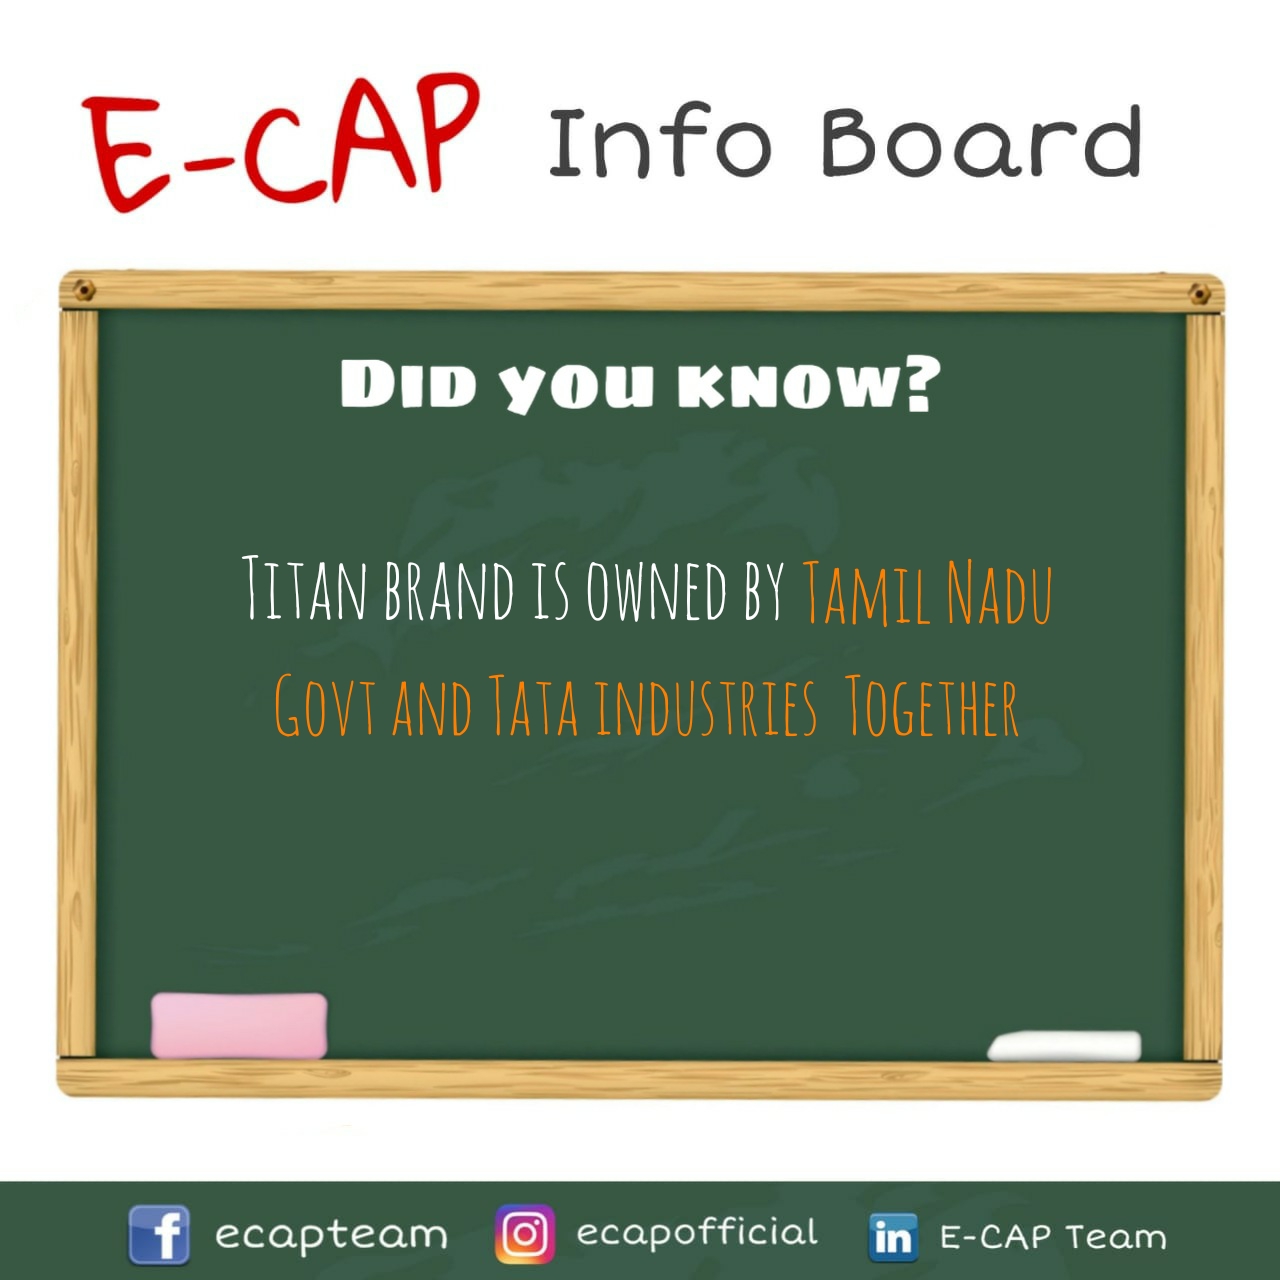 E-CAP Info Board
Did you know?
Titan brand is owned by Tamil Nadu
Govt and Tata industries Together
ecapteam ecapofficial in E-CAP Team